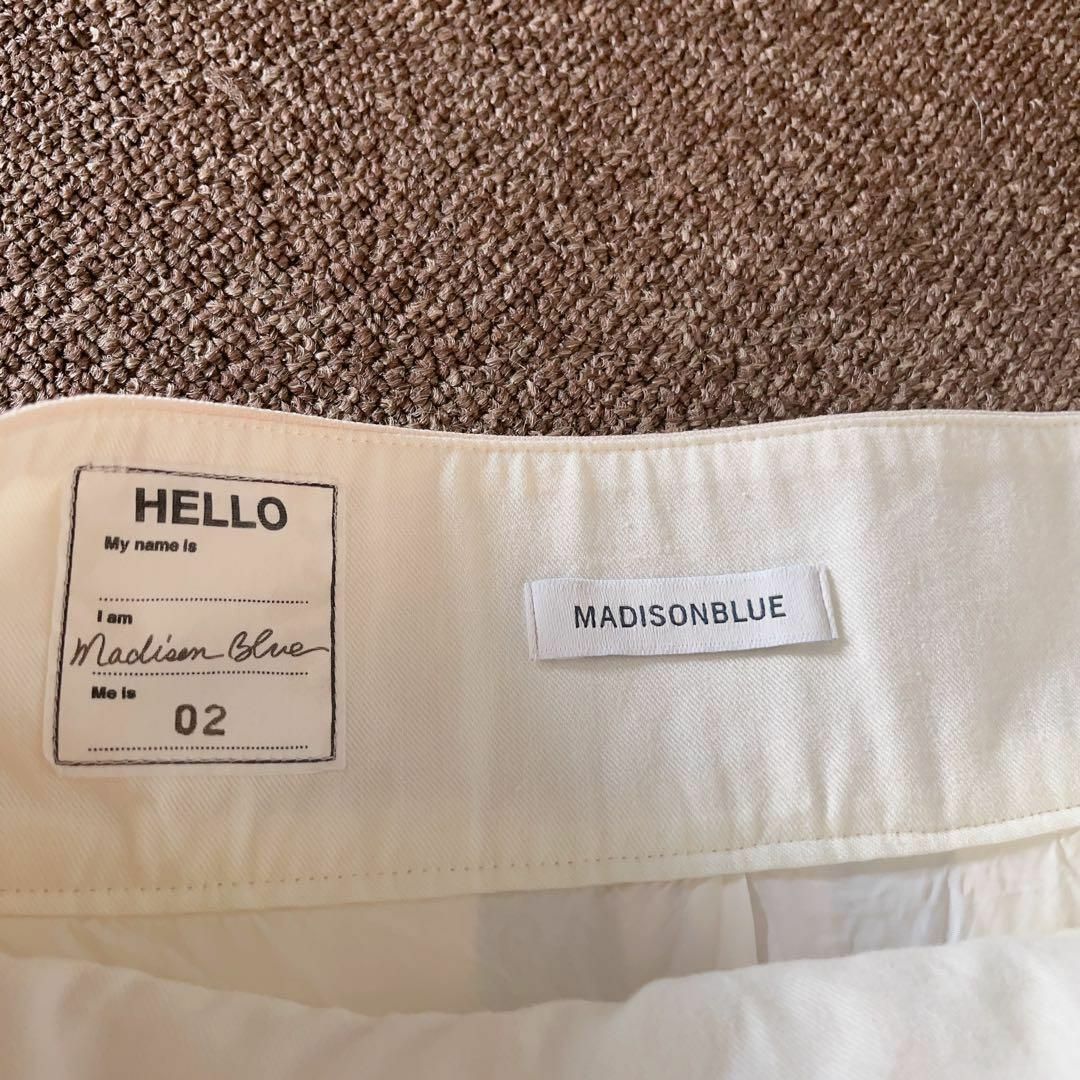 HELLO
My name is
I am
Madison Blue
Me is
02
MADISONBLUE